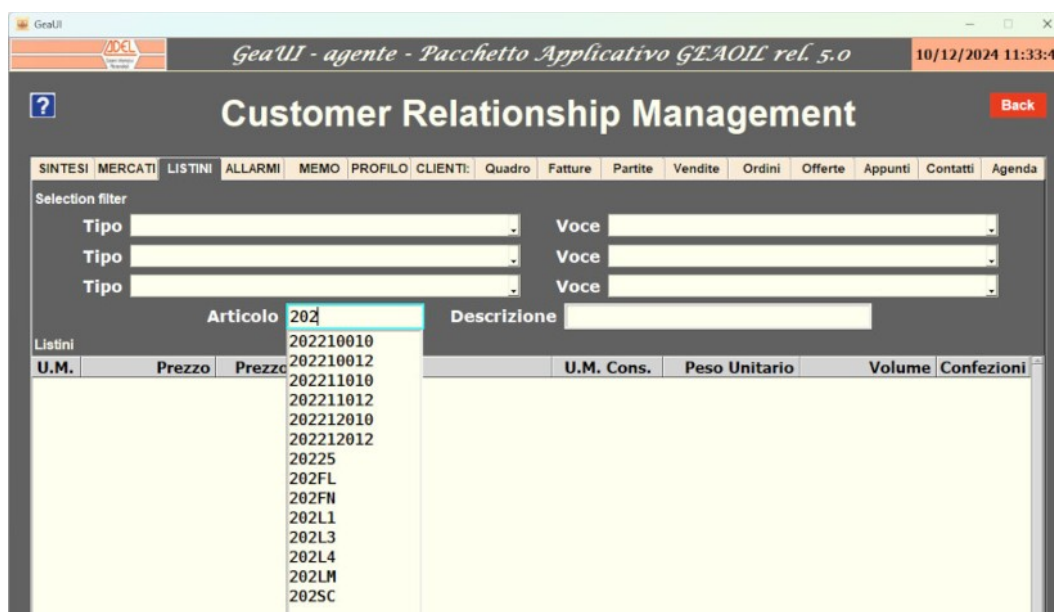 GeaUI
ADEL
GeaUI - agente - Pacchetto Applicativo GEAOIL rel. 5.0
10/12/2024 11:33:4
?
Customer Relationship Management
Back
SINTESI MERCATI LISTINI ALLARMI MEMO PROFILO CLIENTI: Quadro Fatture Partite Vendite Ordini Offerte Appunti Contatti Agenda
Selection filter
Tipo Voce
Tipo Voce
Tipo Voce
Articolo 202 Descrizione
Listini
U.M. Prezzo Prezzo U.M. Cons. Peso Unitario Volume Confezioni
202210010
202210012
202211010
202211012
202212010
202212012
20225
202FL
202FN
202L1
202L3
202L4
202LM
202SC